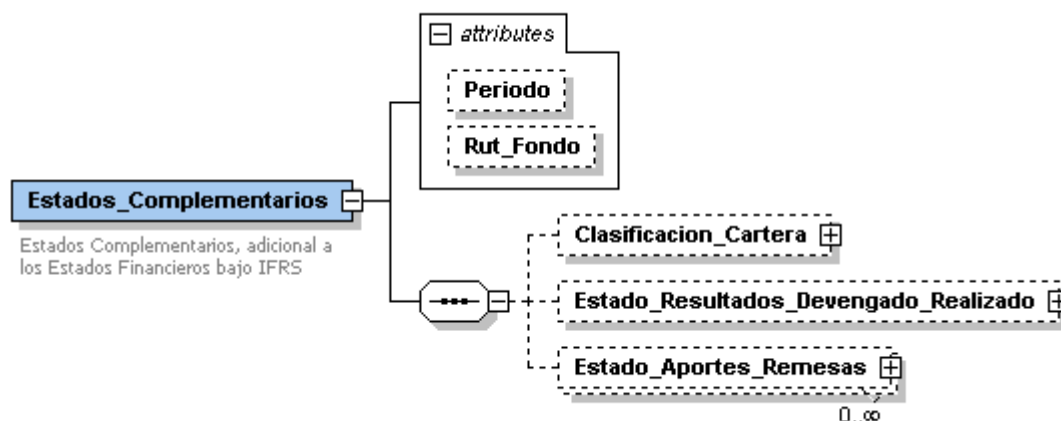 attributes
Periodo
Rut_Fondo
Estados_Complementarios
Estados Complementarios, adicional a
los Estados Financieros bajo IFRS
Clasificacion_Cartera
Estado_Resultados_Devengado_Realizado
Estado_Aportes_Remesas
0..∞